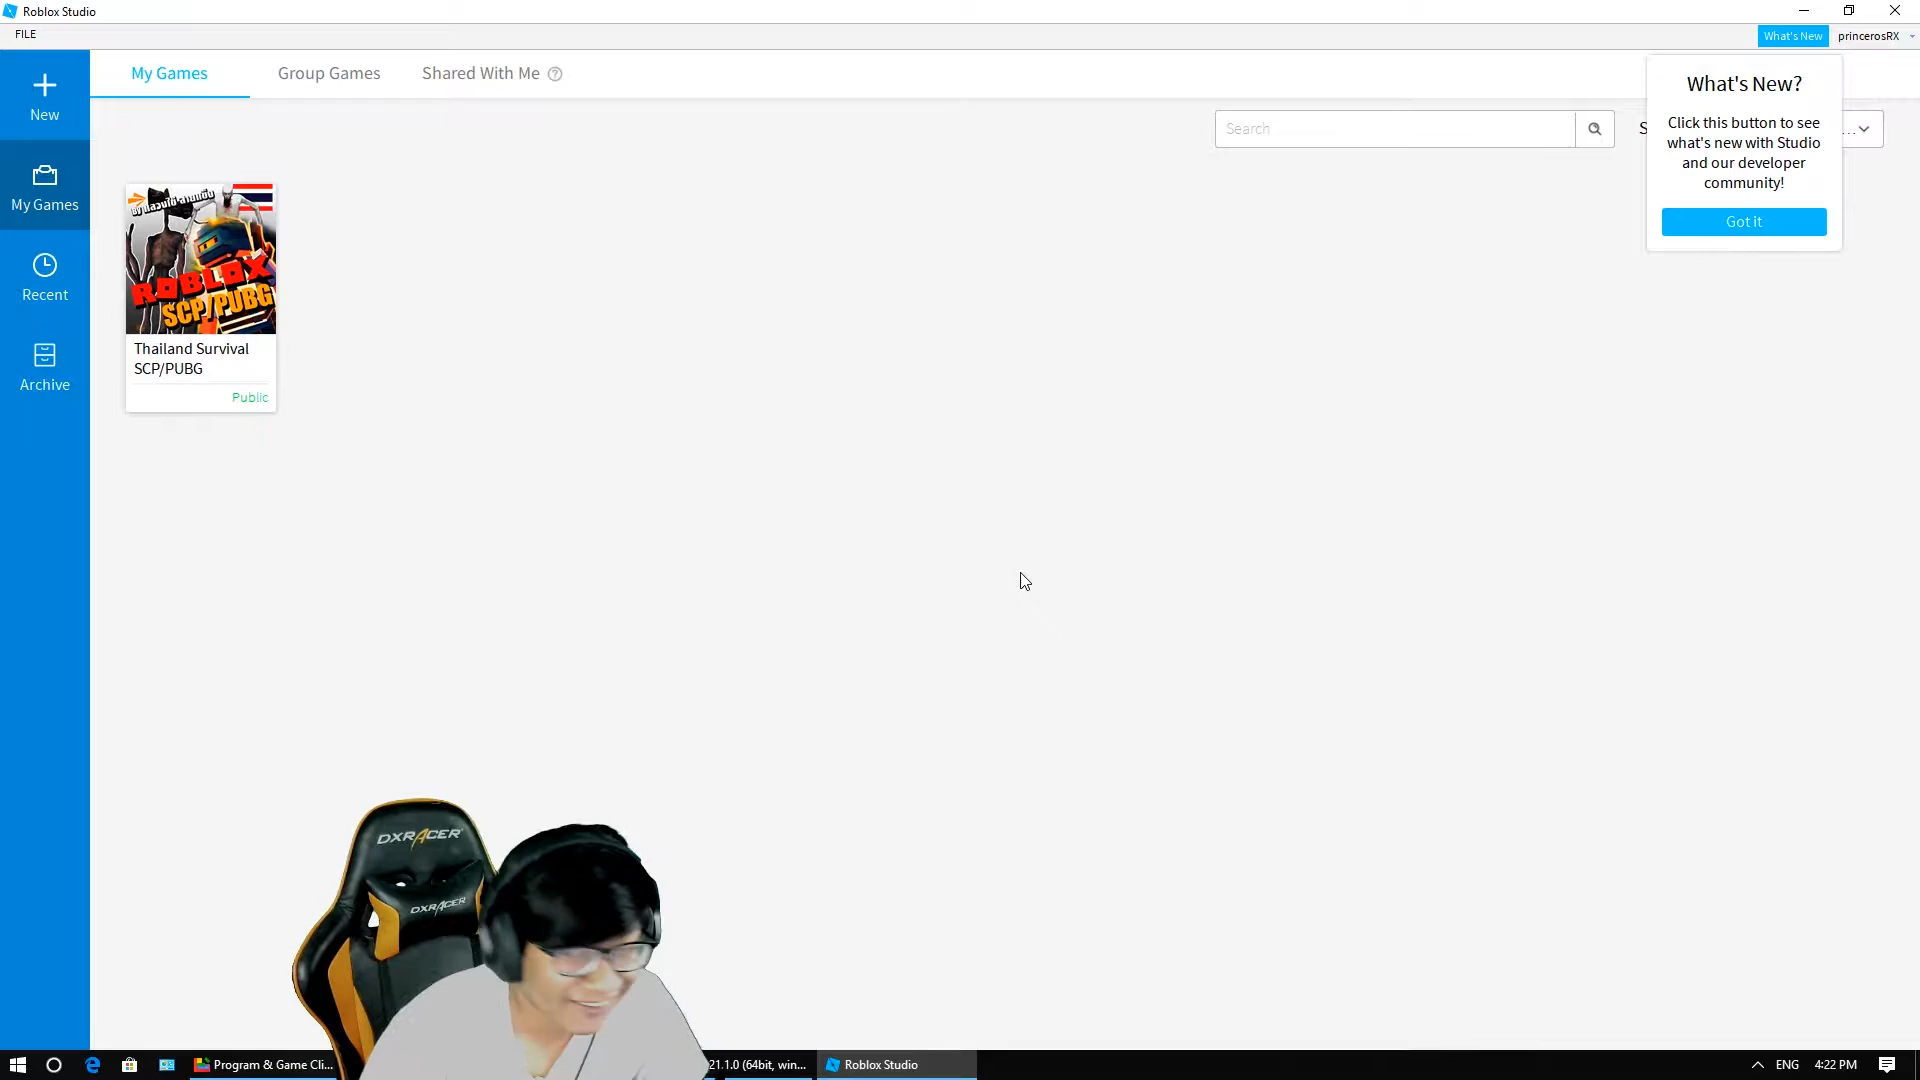 Roblox Studio
FILE
What's New
princerosRX
New
My Games
Recent
Archive
My Games
Group Games
Shared With Me
Search
What's New?
Click this button to see
what's new with Studio
and our developer
community!
Got it
ROBLOX
SCP/PUBG
Thailand Survival
SCP/PUBG
Public
DXRACER
DXRACER
Program & Game Cli...
21.1.0 (64bit, win...
Roblox Studio
ENG
4:22 PM